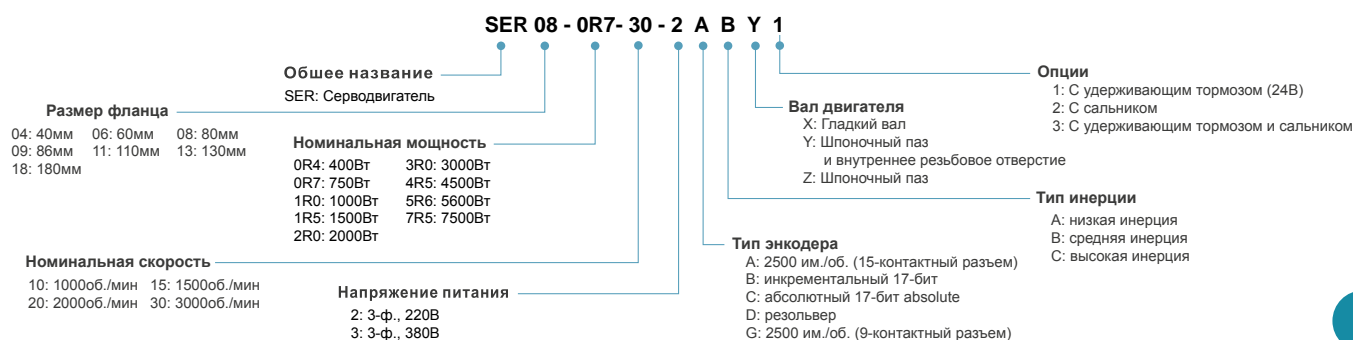 SER 08 - 0R7- 30 - 2 A B Y 1
Обшее название
SER: Серводвигатель
Размер фланца
04: 40мм 06: 60мм 08: 80мм
09: 86мм 11: 110мм 13: 130мм
18: 180мм
Номинальная мощность
0R4: 400Вт 3R0: 3000Вт
0R7: 750Вт 4R5: 4500Вт
1R0: 1000Вт 5R6: 5600Вт
1R5: 1500Вт 7R5: 7500Вт
2R0: 2000Вт
Номинальная скорость
10: 1000об./мин 15: 1500об./мин
20: 2000об./мин 30: 3000об./мин
Напряжение питания
2: 3-ф., 220В
3: 3-ф., 380В
Тип энкодера
A: 2500 им./об. (15-контактный разъем)
B: инкрементальный 17-бит
C: абсолютный 17-бит absolute
D: резольвер
G: 2500 им./об. (9-контактный разъем)
Вал двигателя
X: Гладкий вал
Y: Шпоночный паз
и внутреннее резьбовое отверстие
Z: Шпоночный паз
Опции
1: С удерживающим тормозом (24В)
2: С сальником
3: С удерживающим тормозом и сальником
Тип инерции
A: низкая инерция
B: средняя инерция
C: высокая инерция